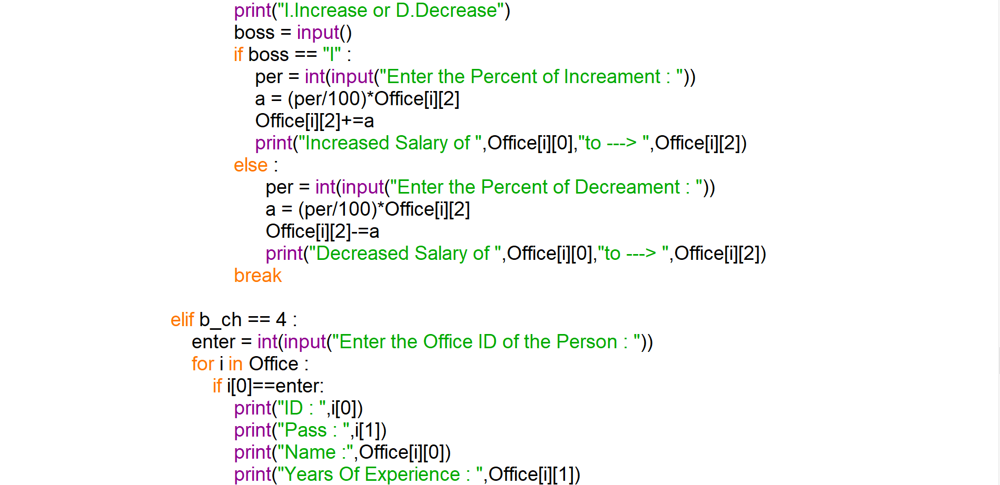 print("I.Increase or D.Decrease")
boss = input()
if boss == "I" :
per = int(input("Enter the Percent of Increament : "))
a = (per/100)*Office[i][2]
Office[i][2]+=a
print("Increased Salary of ",Office[i][0],"to ---> ",Office[i][2])
else :
per = int(input("Enter the Percent of Decreament : "))
a = (per/100)*Office[i][2]
Office[i][2]-=a
print("Decreased Salary of ",Office[i][0],"to ---> ",Office[i][2])
break
elif b_ch == 4 :
enter = int(input("Enter the Office ID of the Person : "))
for i in Office :
if i[0]==enter:
print("ID : ",i[0])
print("Pass : ",i[1])
print("Name :",Office[i][0])
print("Years Of Experience : ",Office[i][1])